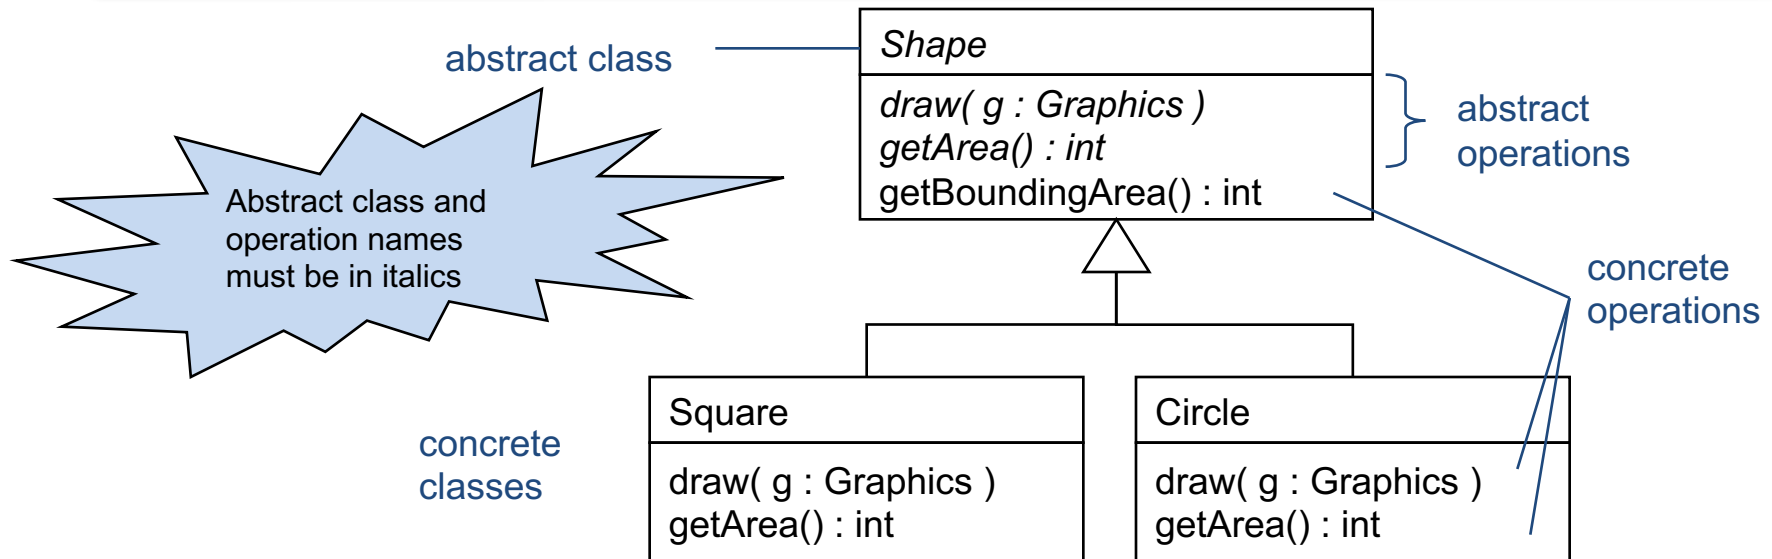 abstract class
Shape
draw( g : Graphics )
getArea() : int
getBoundingArea() : int
abstract
operations
Abstract class and
operation names
must be in italics
concrete
operations
concrete
classes
Square
draw( g : Graphics )
getArea() : int
Circle
draw( g : Graphics )
getArea() : int